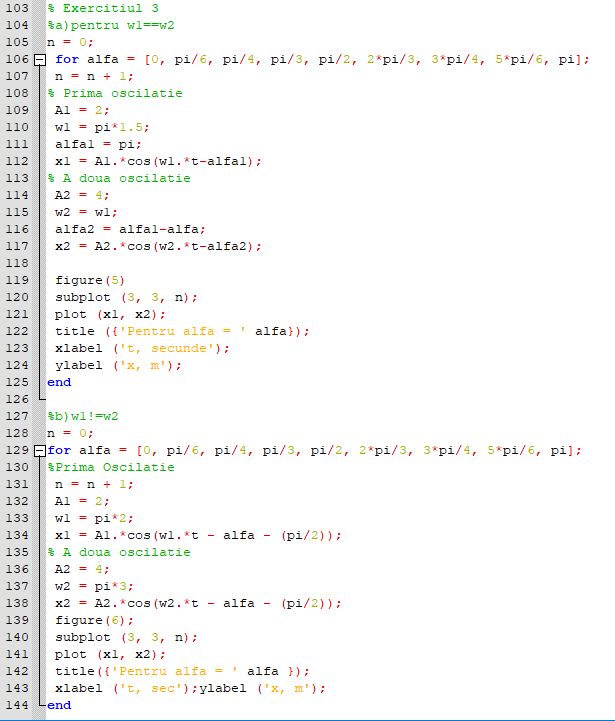 103 % Exercitiul 3
104 %a)pentru w1==w2
105 n = 0;
106 for alfa = [0, pi/6, pi/4, pi/3, pi/2, 2*pi/3, 3*pi/4, 5*pi/6, pi];
107 n = n + 1;
108 % Prima oscilatie
109 A1 = 2;
110 w1 = pi*1.5;
111 alfa1 = pi;
112 x1 = A1.*cos(w1.*t-alfa1);
113 % A doua oscilatie
114 A2 = 4;
115 w2 = w1;
116 alfa2 = alfa1-alfa;
117 x2 = A2.*cos(w2.*t-alfa2);
118
119 figure(5)
120 subplot (3, 3, n);
121 plot (x1, x2);
122 title ({'Pentru alfa = ' alfa});
123 xlabel ('t, secunde');
124 ylabel ('x, m');
125 end
126
127 %b)w1!=w2
128 n = 0;
129 for alfa = [0, pi/6, pi/4, pi/3, pi/2, 2*pi/3, 3*pi/4, 5*pi/6, pi];
130 %Prima Oscilatie
131 n = n + 1;
132 A1 = 2;
133 w1 = pi*2;
134 x1 = A1.*cos(w1.*t - alfa - (pi/2));
135 % A doua oscilatie
136 A2 = 4;
137 w2 = pi*3;
138 x2 = A2.*cos(w2.*t - alfa - (pi/2));
139 figure(6);
140 subplot (3, 3, n);
141 plot (x1, x2);
142 title({'Pentru alfa = ' alfa });
143 xlabel ('t, sec');ylabel ('x, m');
144 end